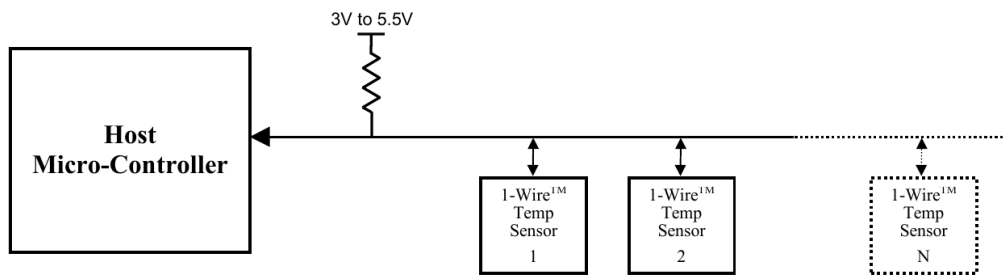 3V to 5.5V
Host
Micro-Controller
1-Wire™
Temp
Sensor
1
1-Wire™
Temp
Sensor
2
1-Wire™
Temp
Sensor
N